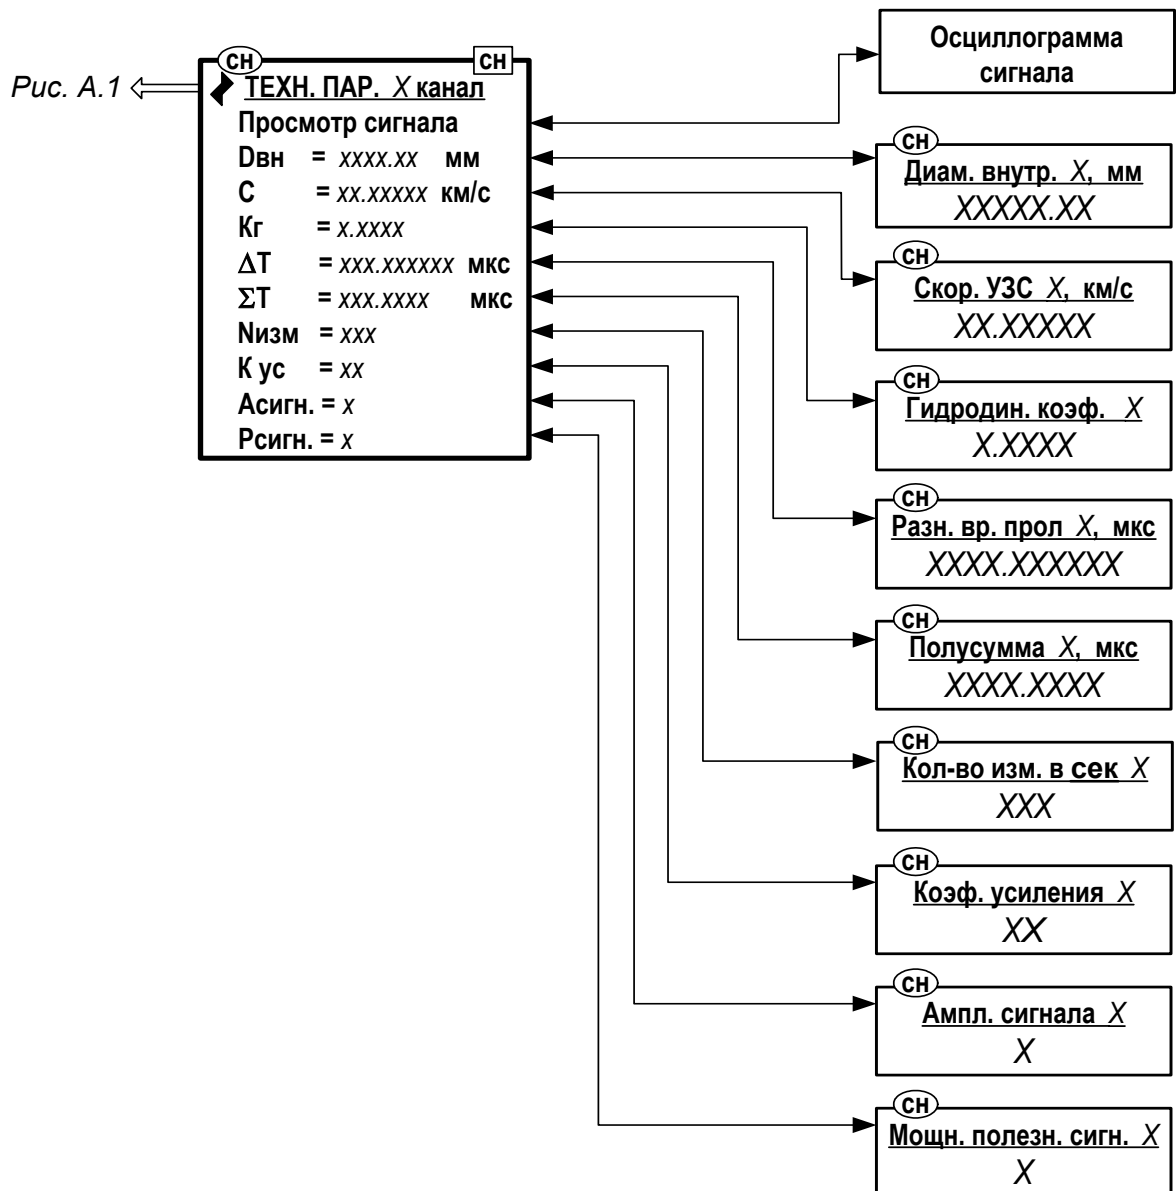 Рис. А.1
СН
СН
ТЕХН. ПАР. X канал
Просмотр сигнала
Dвн = xxxx.xx мм
С = xx.xxxxx км/с
Кг = x.xxxx
ΔT = xxx.xxxxxx мкс
ΣT = xxx.xxxx мкс
Nизм = xxx
К ус = xx
Асигн. = x
Рсигн. = x
Осциллограмма
сигнала
СН
Диам. внутр. X, мм
XXXXX.XX
СН
Скор. УЗС X, км/с
XX.XXXXX
СН
Гидродин. коэф. X
X.XXXX
СН
Разн. вр. прол X, мкс
XXXX.XXXXXX
СН
Полусумма X, мкс
XXXX.XXXX
СН
Кол-во изм. в сек X
XXX
СН
Коэф. усиления X
XX
СН
Ампл. сигнала X
X
СН
Мощн. полезн. сигн. X
X